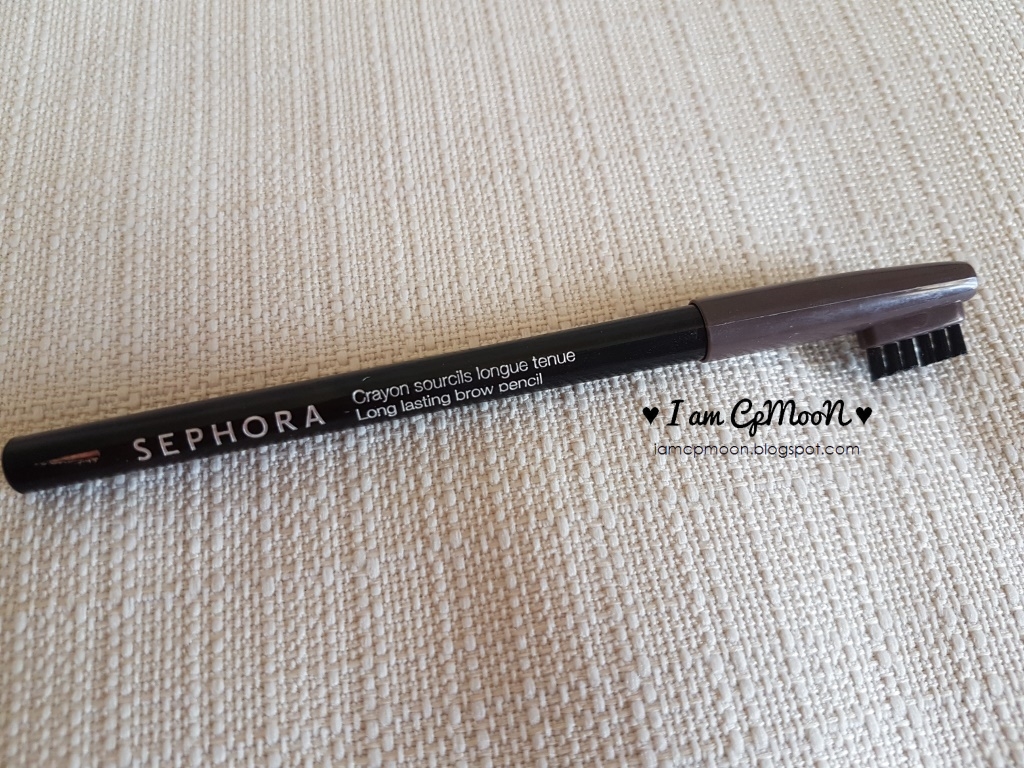 SEPHORA
Crayon sourcils longue tenue
Long lasting brow pencil
♥ I am CpMooN ♥
iamcpmoon.blogspot.com